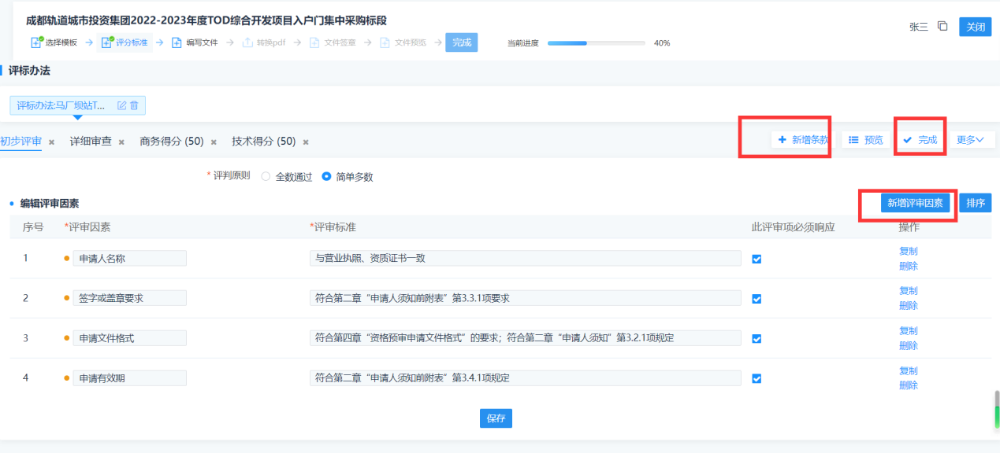 成都轨道城市投资集团2022-2023年度TOD综合开发项目入户门集中采购标段
张三 关闭
选择模板 评分标准 编写文件 转换pdf 文件签章 文件预览 完成 当前进度 40%
评标办法
评标办法:马厂坝站T...
初步评审 × 详细审查 × 商务得分 (50) × 技术得分 (50) × 新增条款 预览 完成 更多
* 评判原则 全数通过 简单多数
编辑评审因素 新增评审因素 排序
序号 *评审因素 *评审标准 此评审项必须响应 操作
1 申请人名称 与营业执照、资质证书一致 复制
删除
2 签字或盖章要求 符合第二章“申请人须知前附表”第3.3.1项要求 复制
删除
3 申请文件格式 符合第四章“资格预审申请文件格式”的要求；符合第二章“申请人须知”第3.2.1项规定 复制
删除
4 申请有效期 符合第二章“申请人须知前附表”第3.4.1项规定 复制
删除
保存